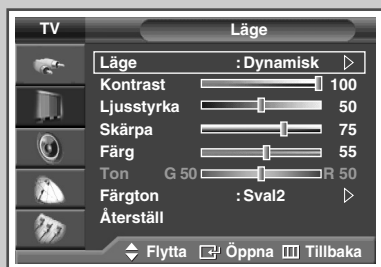 TV Läge
Läge : Dynamisk
Kontrast 100
Ljusstyrka 50
Skärpa 75
Färg 55
Ton G 50 R 50
Färgton : Sval2
Återställ
Flytta Öppna Tillbaka